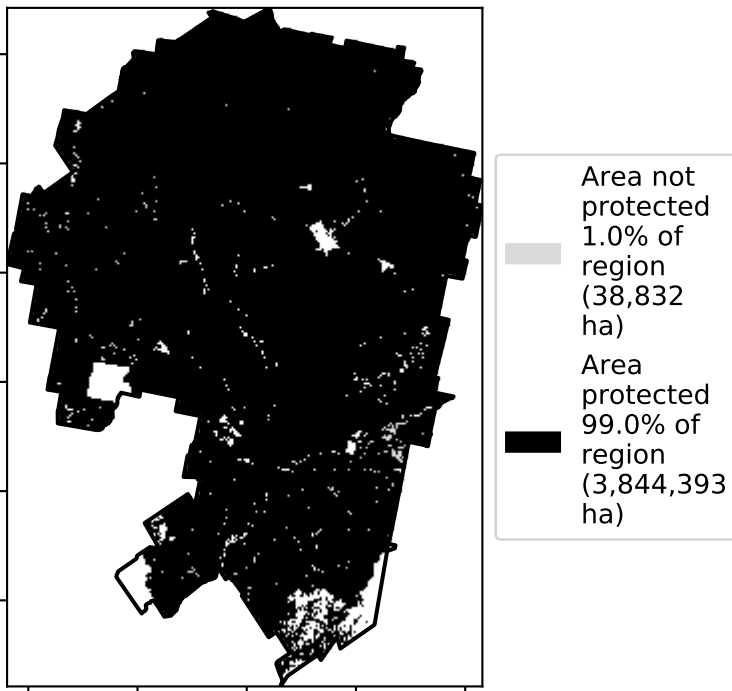 Area not
protected
1.0% of
region
(38,832
ha)
Area
protected
99.0% of
region
(3,844,393
ha)